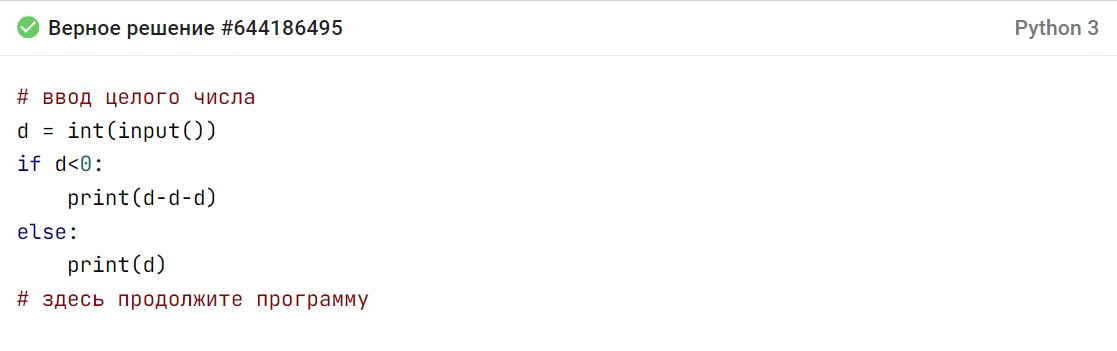 Верное решение #644186495
Python 3
# ввод целого числа
d = int(input())
if d<0:
    print(d-d-d)
else:
    print(d)
# здесь продолжите программу